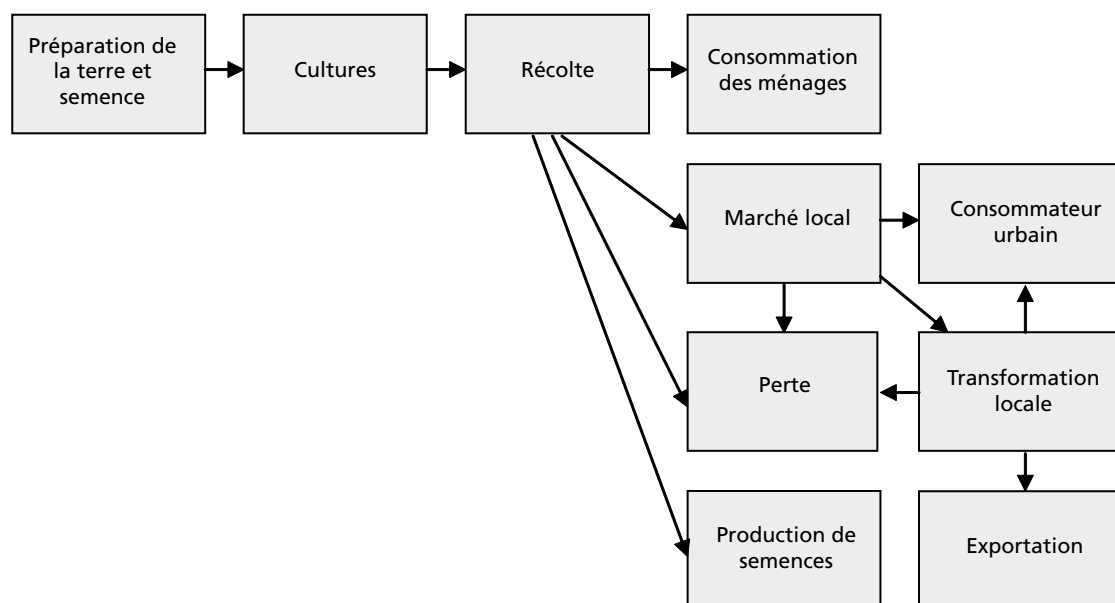 Préparation de
la terre et
semence
Cultures
Récolte
Consommation
des ménages
Marché local
Consommateur
urbain
Perte
Transformation
locale
Production de
semences
Exportation